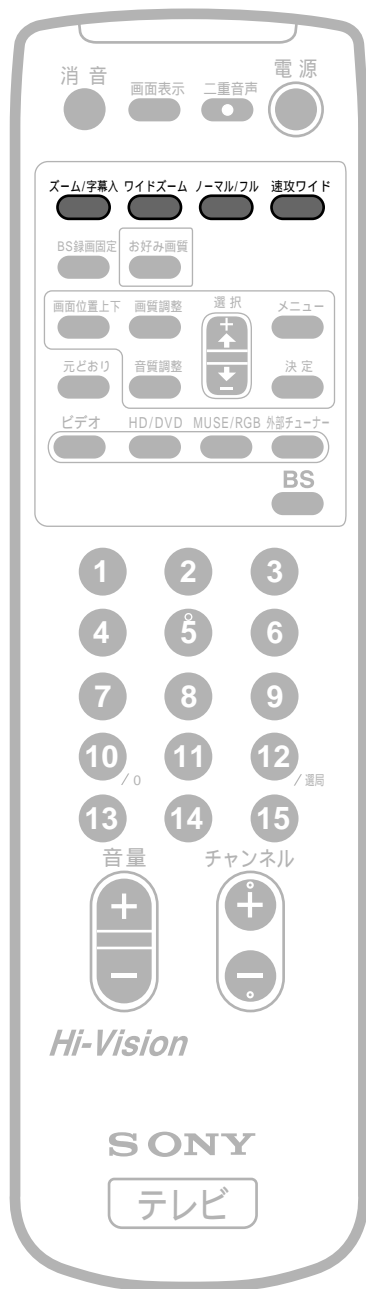 消音 画面表示 二重音声 電源
ズーム/字幕入 ワイドズーム ノーマル/フル 速攻ワイド
BS録画固定 お好み画質
画面位置上下 画質調整 選択 メニュー
+
元どおり 音質調整 決定
−
ビデオ HD/DVD MUSE/RGB 外部チューナー
BS
1 2 3
4 5 6
7 8 9
10/0 11 12/選局
13 14 15
音量 チャンネル
+ +
− −
Hi-Vision
SONY
テレビ